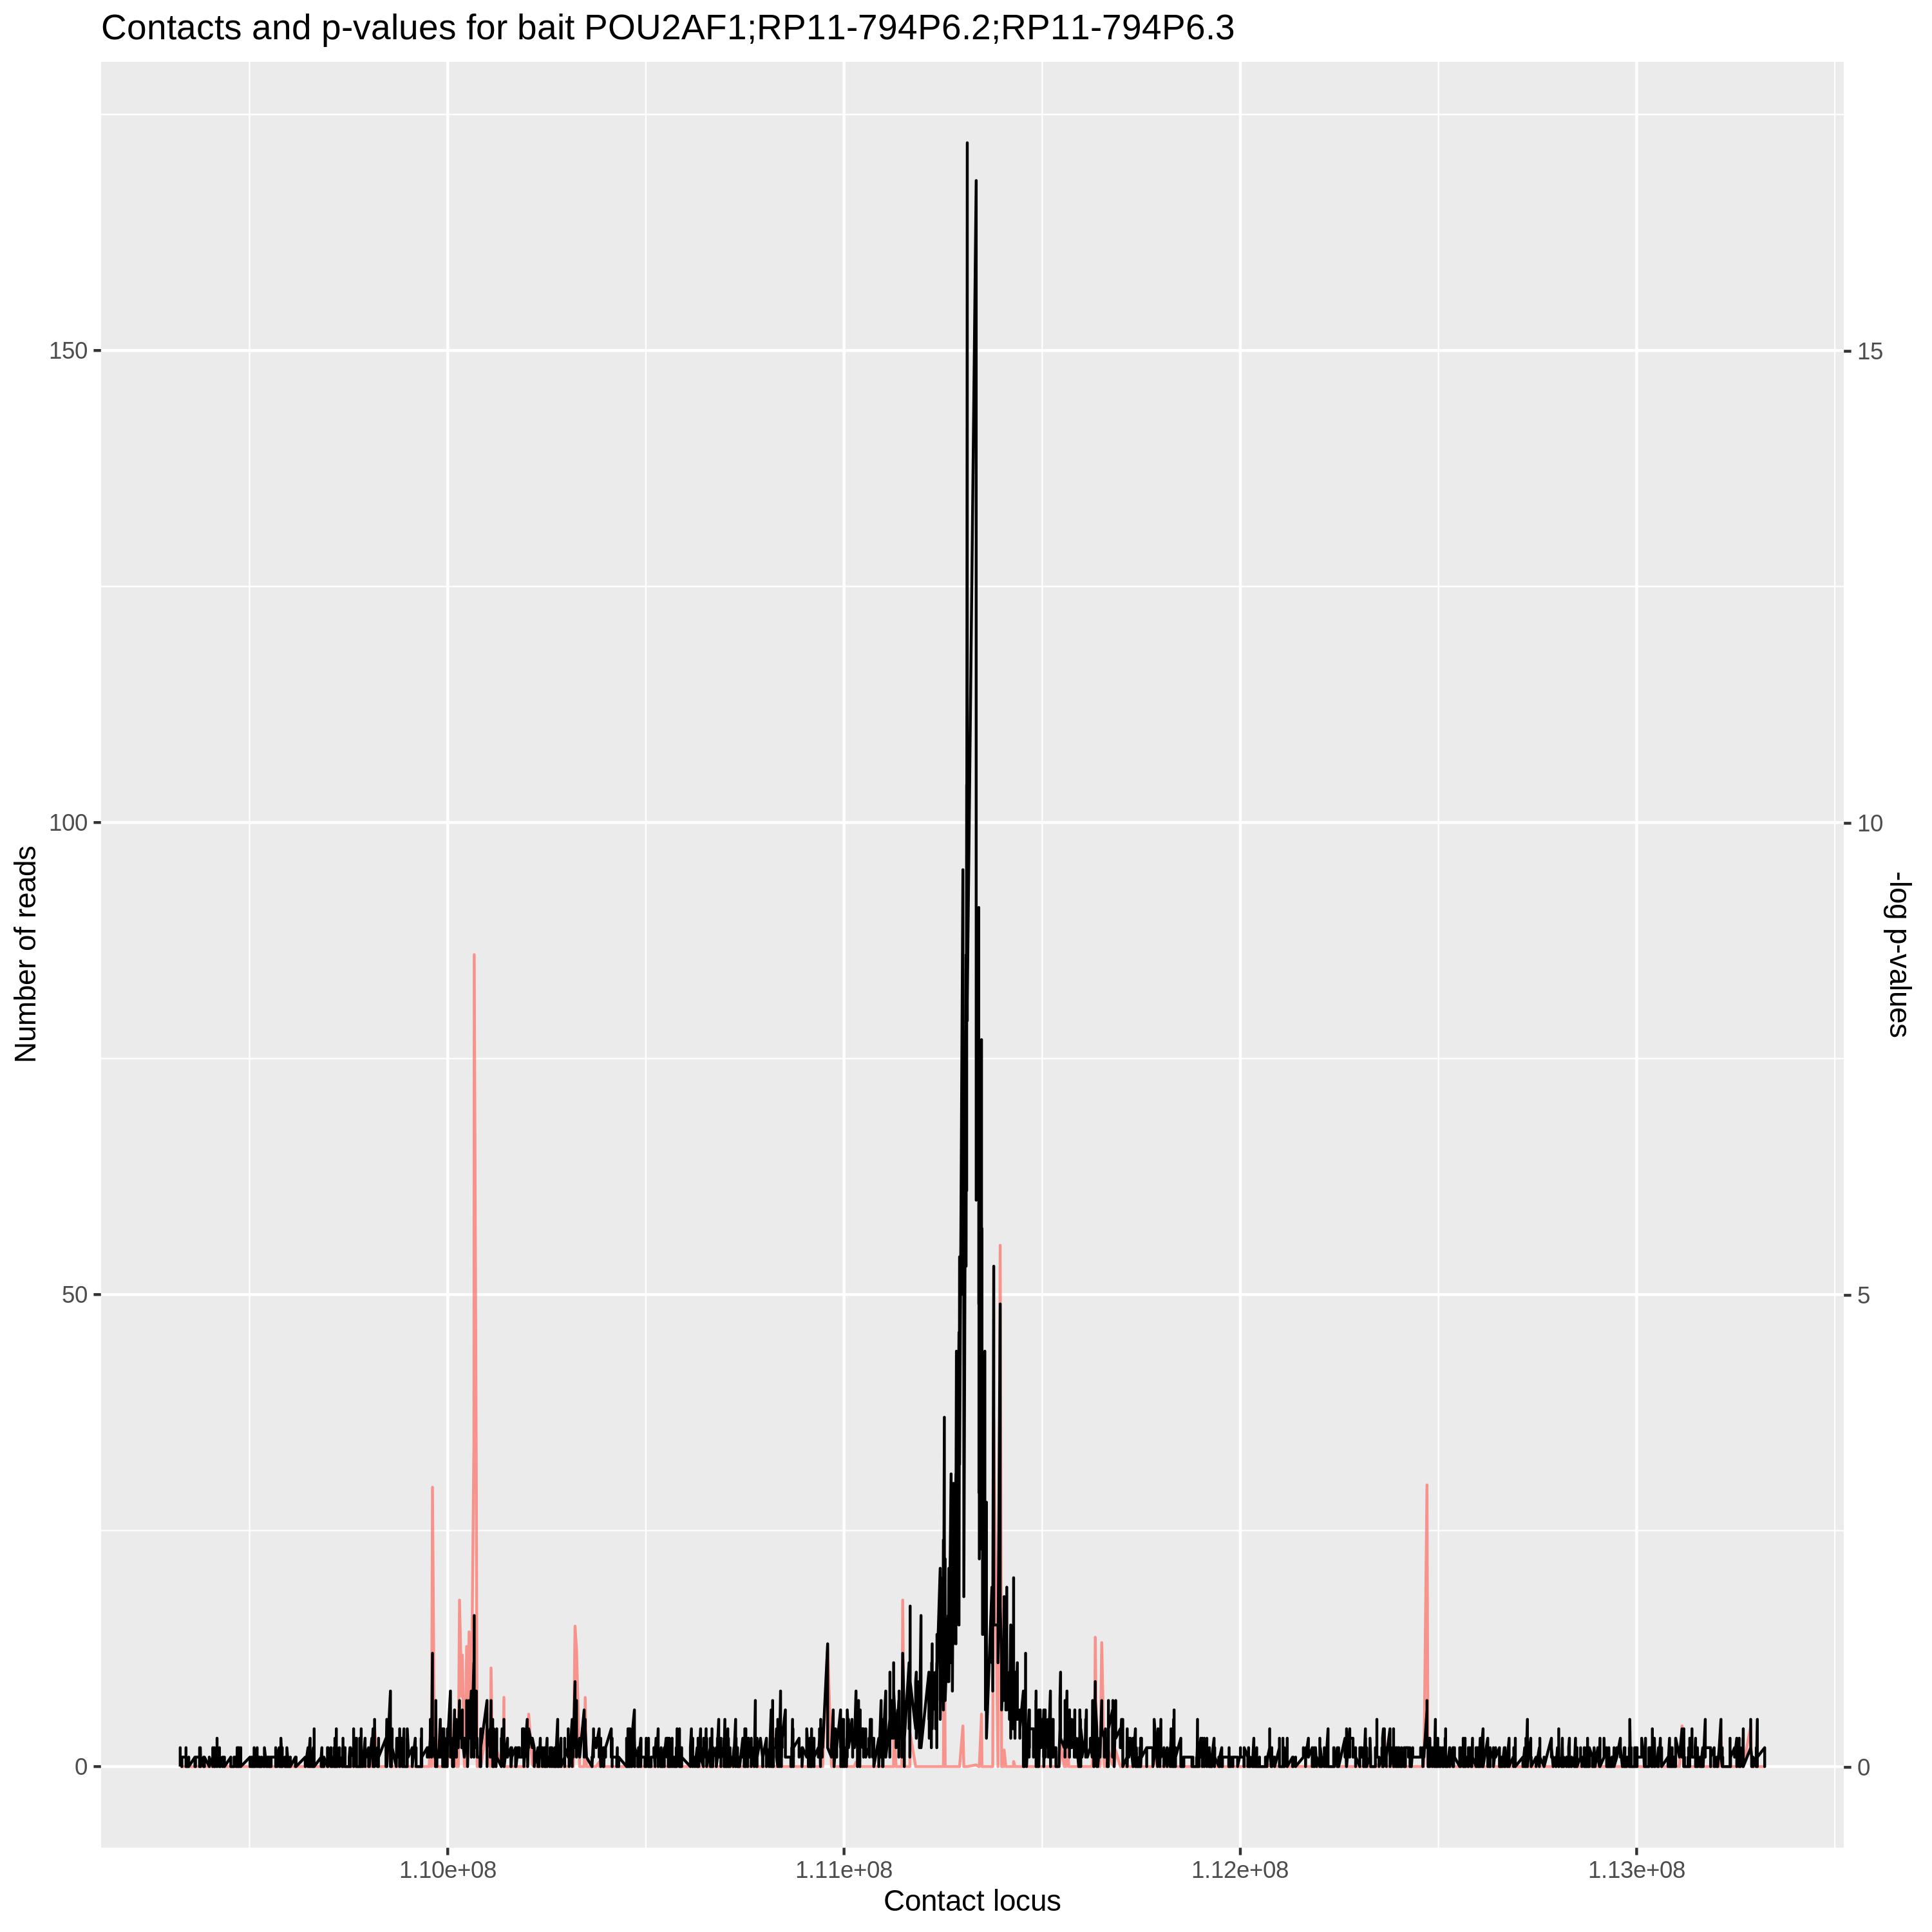 Contacts and p-values for bait POU2AF1;RP11-794P6.2;RP11-794P6.3
150
100
50
0
Number of reads
15
10
5
0
-log p-values
1.10e+08
1.11e+08
1.12e+08
1.13e+08
Contact locus